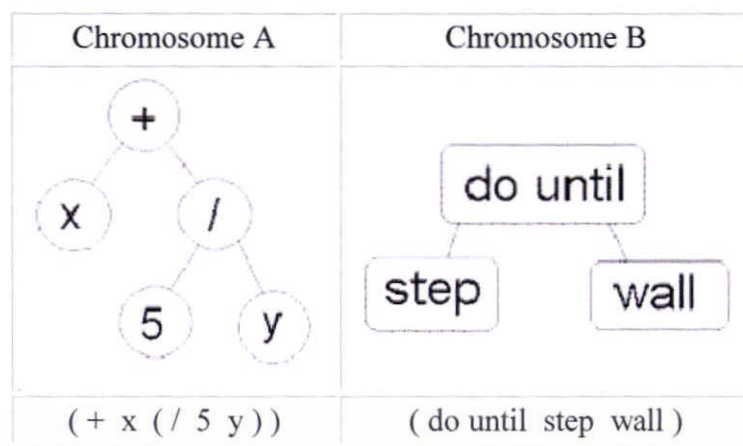 Chromosome A
Chromosome B
+
x
/
5
y
do until
step
wall
( + x ( / 5 y ) )
( do until step wall )